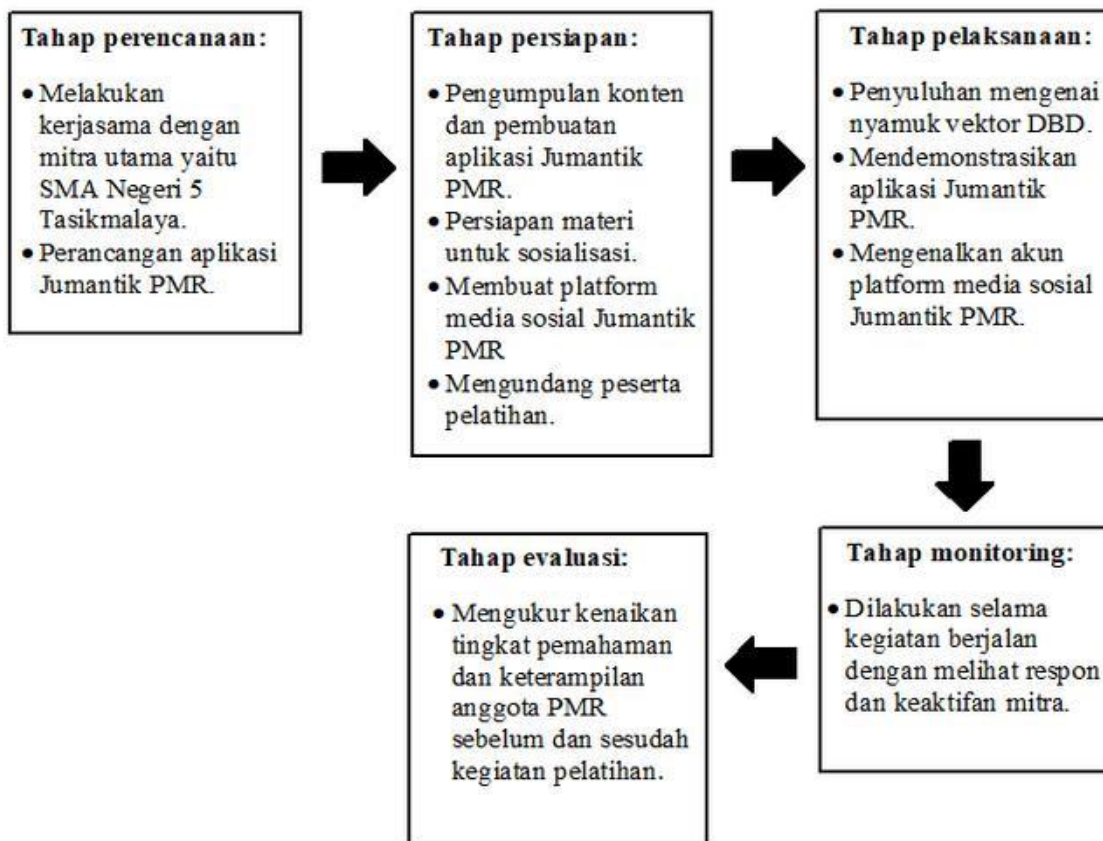 Tahap perencanaan:
• Melakukan
kerjasama dengan
mitra utama yaitu
SMA Negeri 5
Tasikmalaya.
• Perancangan aplikasi
Jumantik PMR.
Tahap persiapan:
• Pengumpulan konten
dan pembuatan
aplikasi Jumantik
PMR.
• Persiapan materi
untuk sosialisasi.
• Membuat platform
media sosial Jumantik
PMR
• Mengundang peserta
pelatihan.
Tahap pelaksanaan:
• Penyuluhan mengenai
nyamuk vektor DBD.
• Mendemonstrasikan
aplikasi Jumantik
PMR.
• Mengenalkan akun
platform media sosial
Jumantik PMR.
Tahap monitoring:
• Dilakukan selama
kegiatan berjalan
dengan melihat respon
dan keaktifan mitra.
Tahap evaluasi:
• Mengukur kenaikan
tingkat pemahaman
dan keterampilan
anggota PMR
sebelum dan sesudah
kegiatan pelatihan.